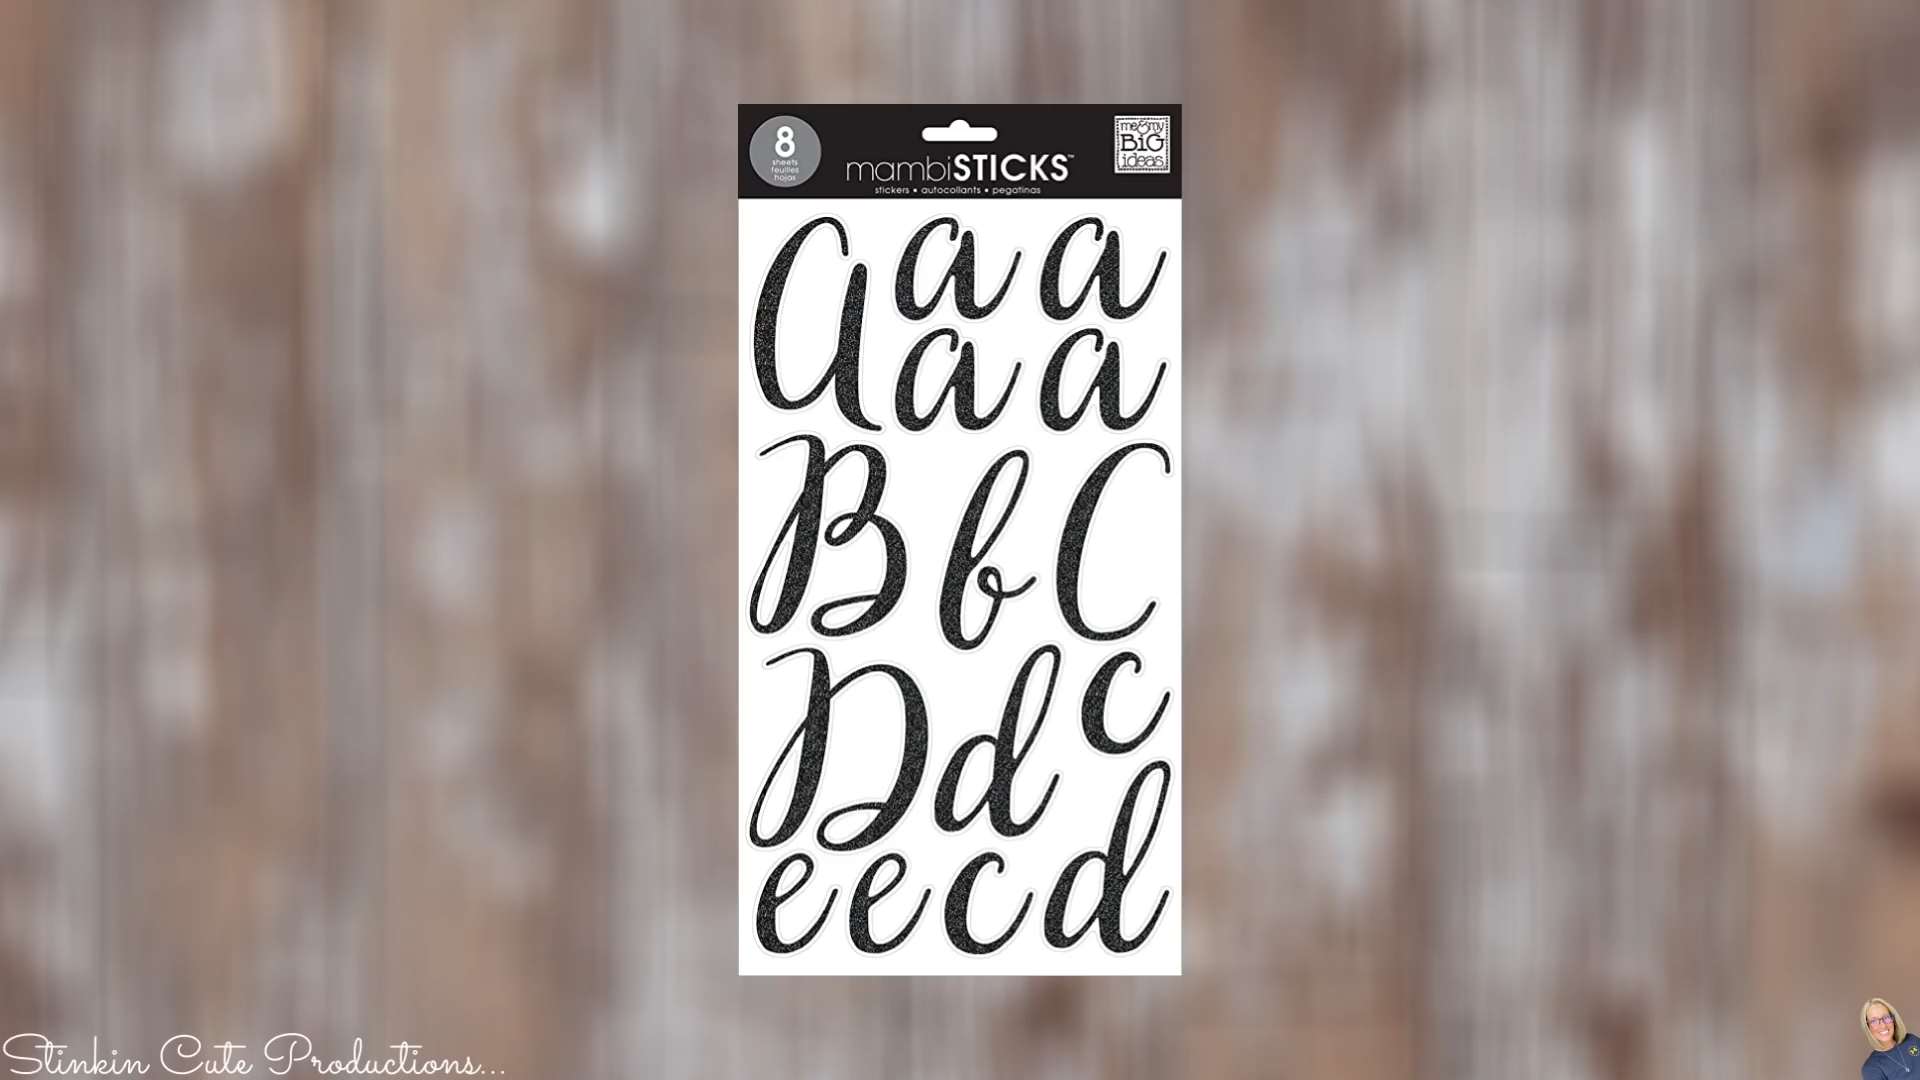 8
sheets
feuilles
hojas
mambiSTICKS™
stickers • autocollants • pegatinas
me&my
BiG
ideas
A a a
a a
B b C
D d c
e e c d
Stinkin Cute Productions...